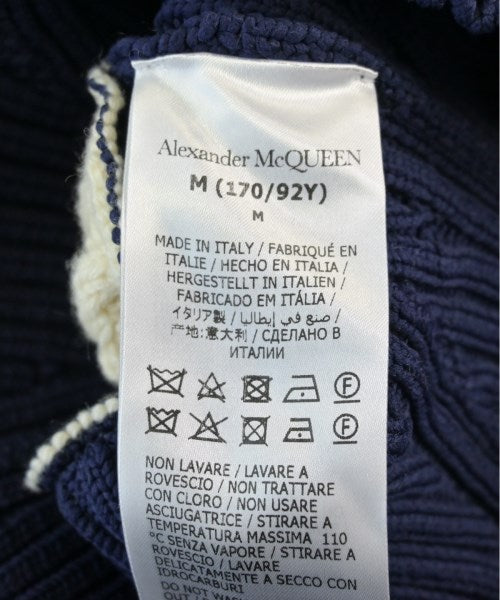 Alexander McQUEEN
M (170/92Y)
M
MADE IN ITALY / FABRIQUÉ EN
ITALIE / HECHO EN ITALIA /
HERGESTELLT IN ITALIEN /
FABRICADO EM ITÁLIA /
イタリア製 / صنع في إيطاليا /
产地:意大利 / СДЕЛАНО В
ИТАЛИИ
F
F
NON LAVARE / LAVARE A
ROVESCIO / NON TRATTARE
CON CLORO / NON USARE
ASCIUGATRICE / STIRARE A
TEMPERATURA MASSIMA 110
°C SENZA VAPORE / STIRARE A
ROVESCIO / LAVARE
DELICATAMENTE A SECCO CON
IDROCARBURI
DO NOT WAS